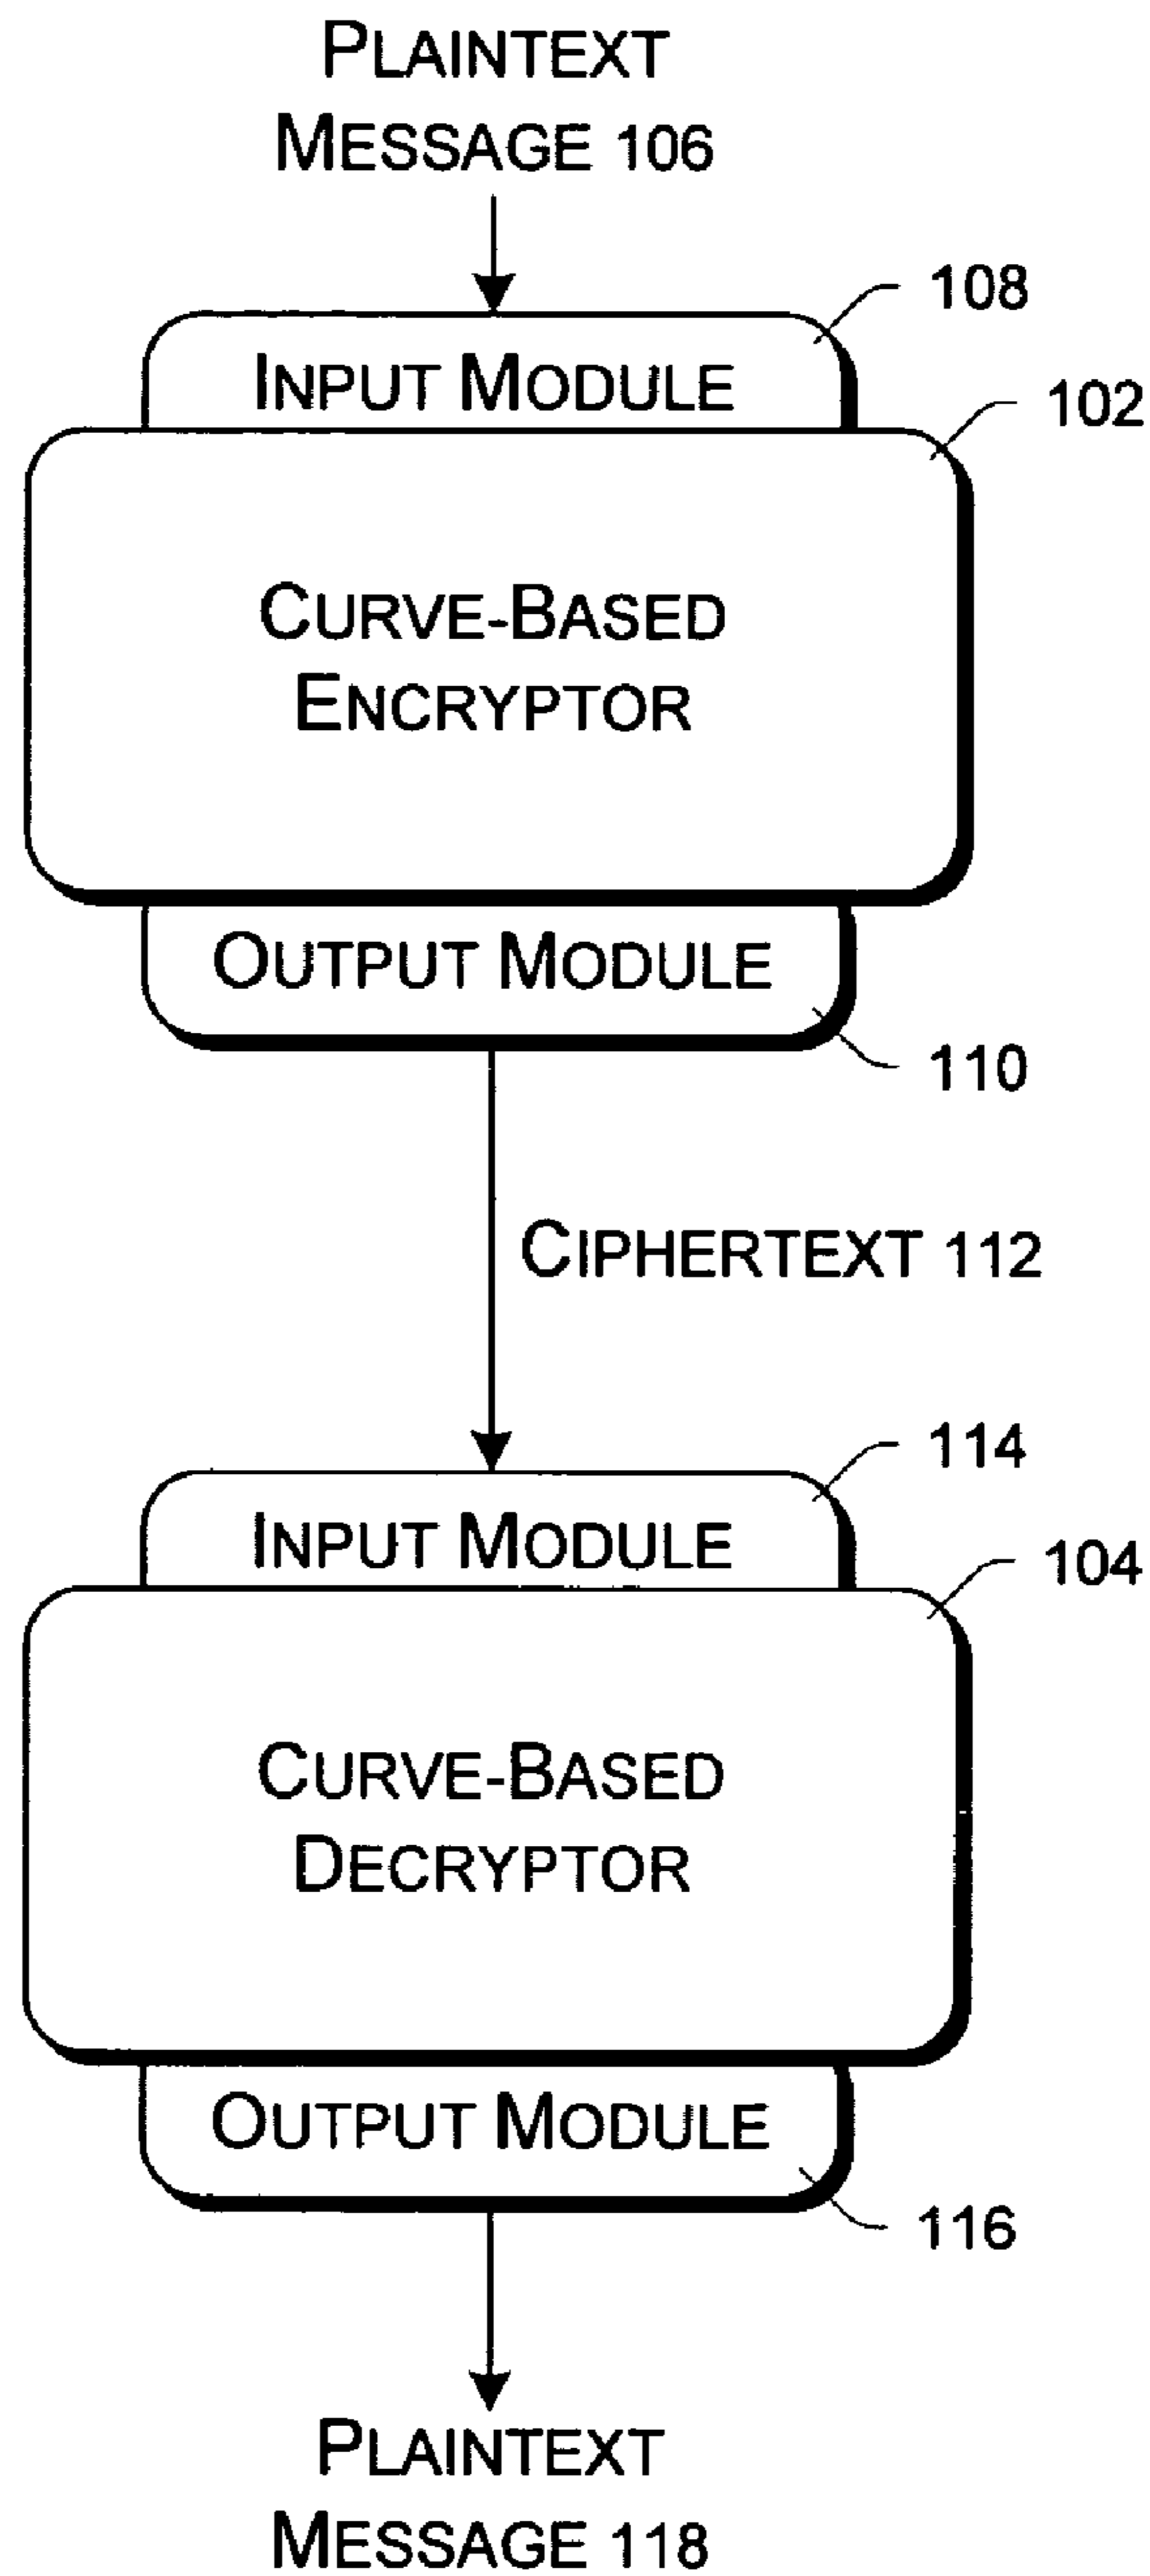 PLAINTEXT
MESSAGE 106
108
INPUT MODULE
102
CURVE-BASED
ENCRYPTOR
OUTPUT MODULE
110
CIPHERTEXT 112
114
INPUT MODULE
104
CURVE-BASED
DECRYPTOR
OUTPUT MODULE
116
PLAINTEXT
MESSAGE 118